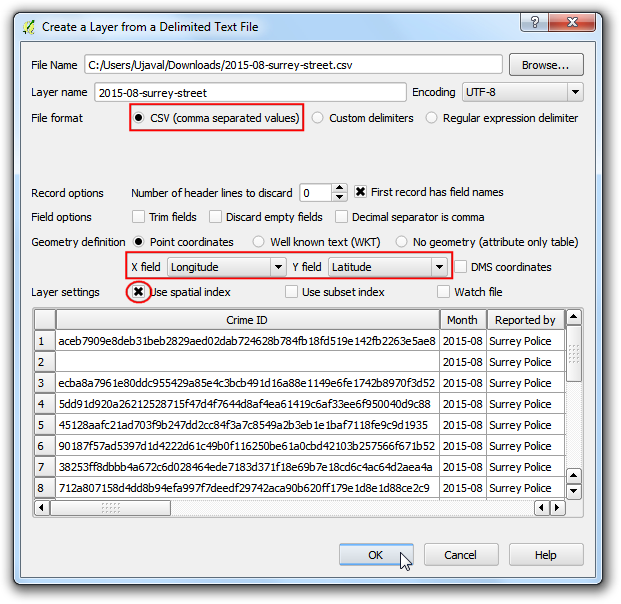 Create a Layer from a Delimited Text File
File Name C:/Users/Ujaval/Downloads/2015-08-surrey-street.csv Browse...
Layer name 2015-08-surrey-street Encoding UTF-8
File format CSV (comma separated values) Custom delimiters Regular expression delimiter
Record options Number of header lines to discard 0 First record has field names
Field options Trim fields Discard empty fields Decimal separator is comma
Geometry definition Point coordinates Well known text (WKT) No geometry (attribute only table)
X field Longitude Y field Latitude DMS coordinates
Layer settings Use spatial index Use subset index Watch file
Crime ID Month Reported by
1 aceb7909e8deb31beb2829aed02dab724628b784fb18fd519e142fb2263e5ae8 2015-08 Surrey Police
2 2015-08 Surrey Police
3 ecba8a7961e80ddc955429a85e4c3bcb491d16a88e1149e6fe1742b8970f3d52 2015-08 Surrey Police
4 5dd91d920a26212528715f47d4f7644d8af4ea61419c6af33ee6f950040d9c88 2015-08 Surrey Police
5 45128aafc21ad703f9b247dd2cc84f3a7c8549a2b3eb1e1baf7118fe9c9d1935 2015-08 Surrey Police
6 90187f57ad5397d1d4222d61c49b0f116250be61a0cbd42103b257566f671b52 2015-08 Surrey Police
7 38253ff8dbbb4a672c6d028464ede7183d371f18e69b7e18cd6c4ac64d2aea4a 2015-08 Surrey Police
8 712a807158d4dd8b94efa997f7deedf29742aca90b620ff179e1d8e1d88ce2c9 2015-08 Surrey Police
OK Cancel Help